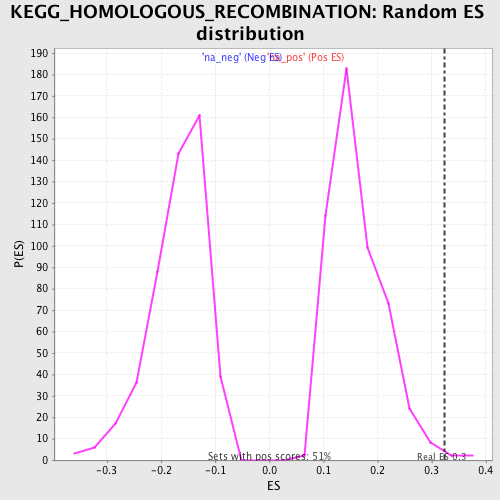 KEGG_HOMOLOGOUS_RECOMBINATION: Random ES
distribution
'na_neg' (Neg ES) 'na_pos' (Pos ES)
190
180
170
160
150
140
130
120
110
100
90
80
70
60
50
40
30
20
10
0
P(ES)
Sets with pos scores: 51%
Real ES 0.3
-0.3 -0.2 -0.1 0.0 0.1 0.2 0.3 0.4
ES